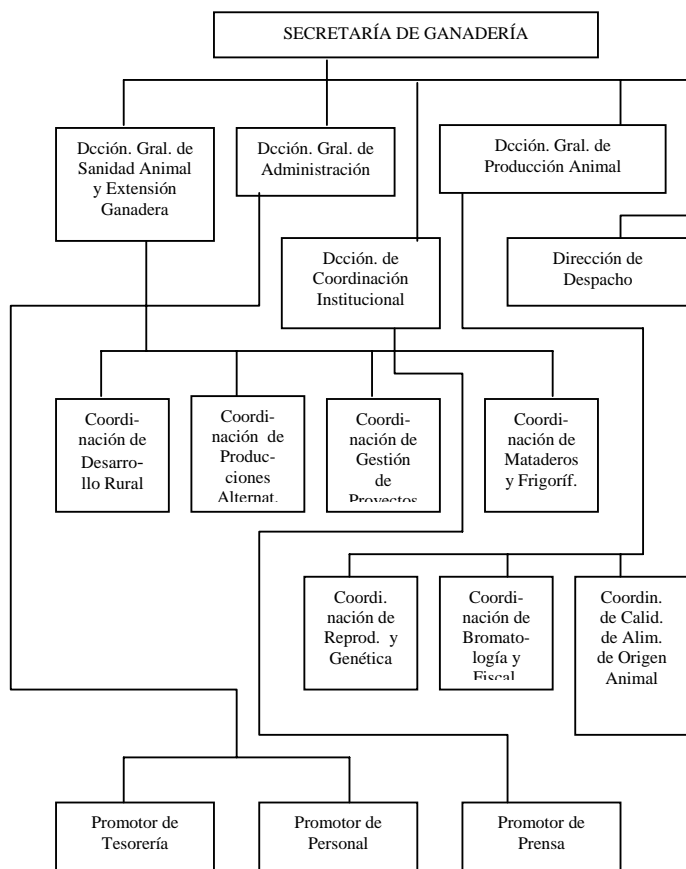 SECRETARÍA DE GANADERÍA
Dcción. Gral. de
Sanidad Animal
y Extensión
Ganadera
Dcción. Gral. de
Administración
Dcción. Gral. de
Producción Animal
Dcción. de
Coordinación
Institucional
Dirección de
Despacho
Coordi-
nación de
Desarro-
llo Rural
Coordi-
nación de
Produc-
ciones
Alternat.
Coordi-
nación de
Gestión
de
Proyectos
Coordi-
nación de
Mataderos
y Frigoríf.
Coordi.
nación de
Reprod. y
Genética
Coordi-
nación de
Bromato-
logía y
Fiscal
Coordin.
de Calid.
de Alim.
de Origen
Animal
Promotor de
Tesorería
Promotor de
Personal
Promotor de
Prensa